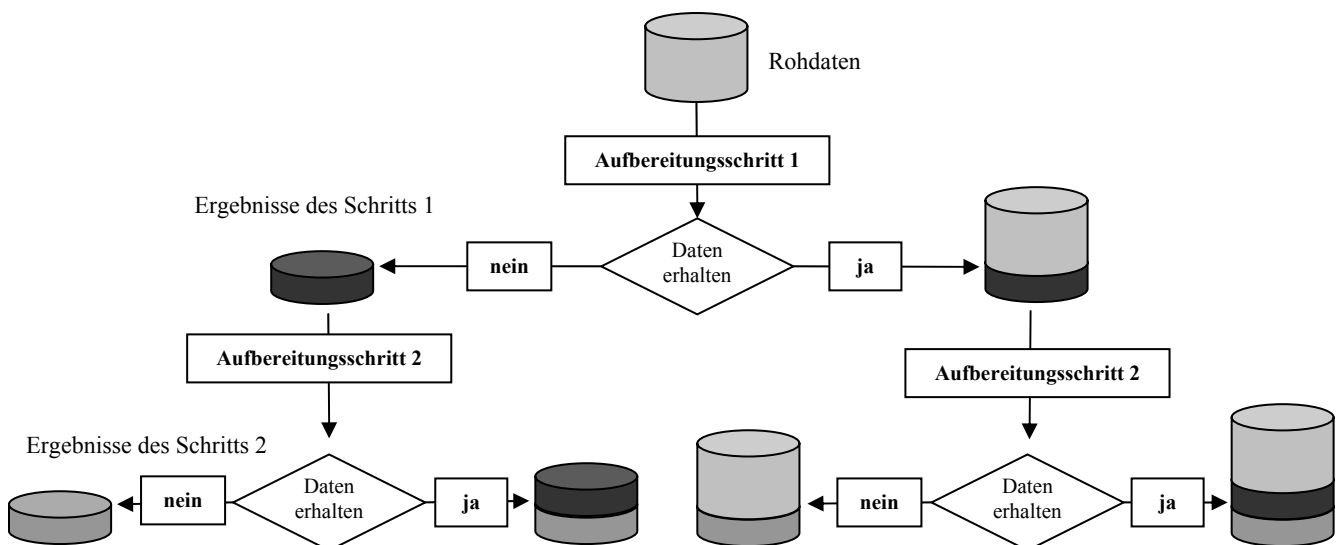 Rohdaten
Aufbereitungsschritt 1
Ergebnisse des Schritts 1
nein
Daten
erhalten
ja
Aufbereitungsschritt 2
Aufbereitungsschritt 2
Ergebnisse des Schritts 2
nein
Daten
erhalten
ja
nein
Daten
erhalten
ja